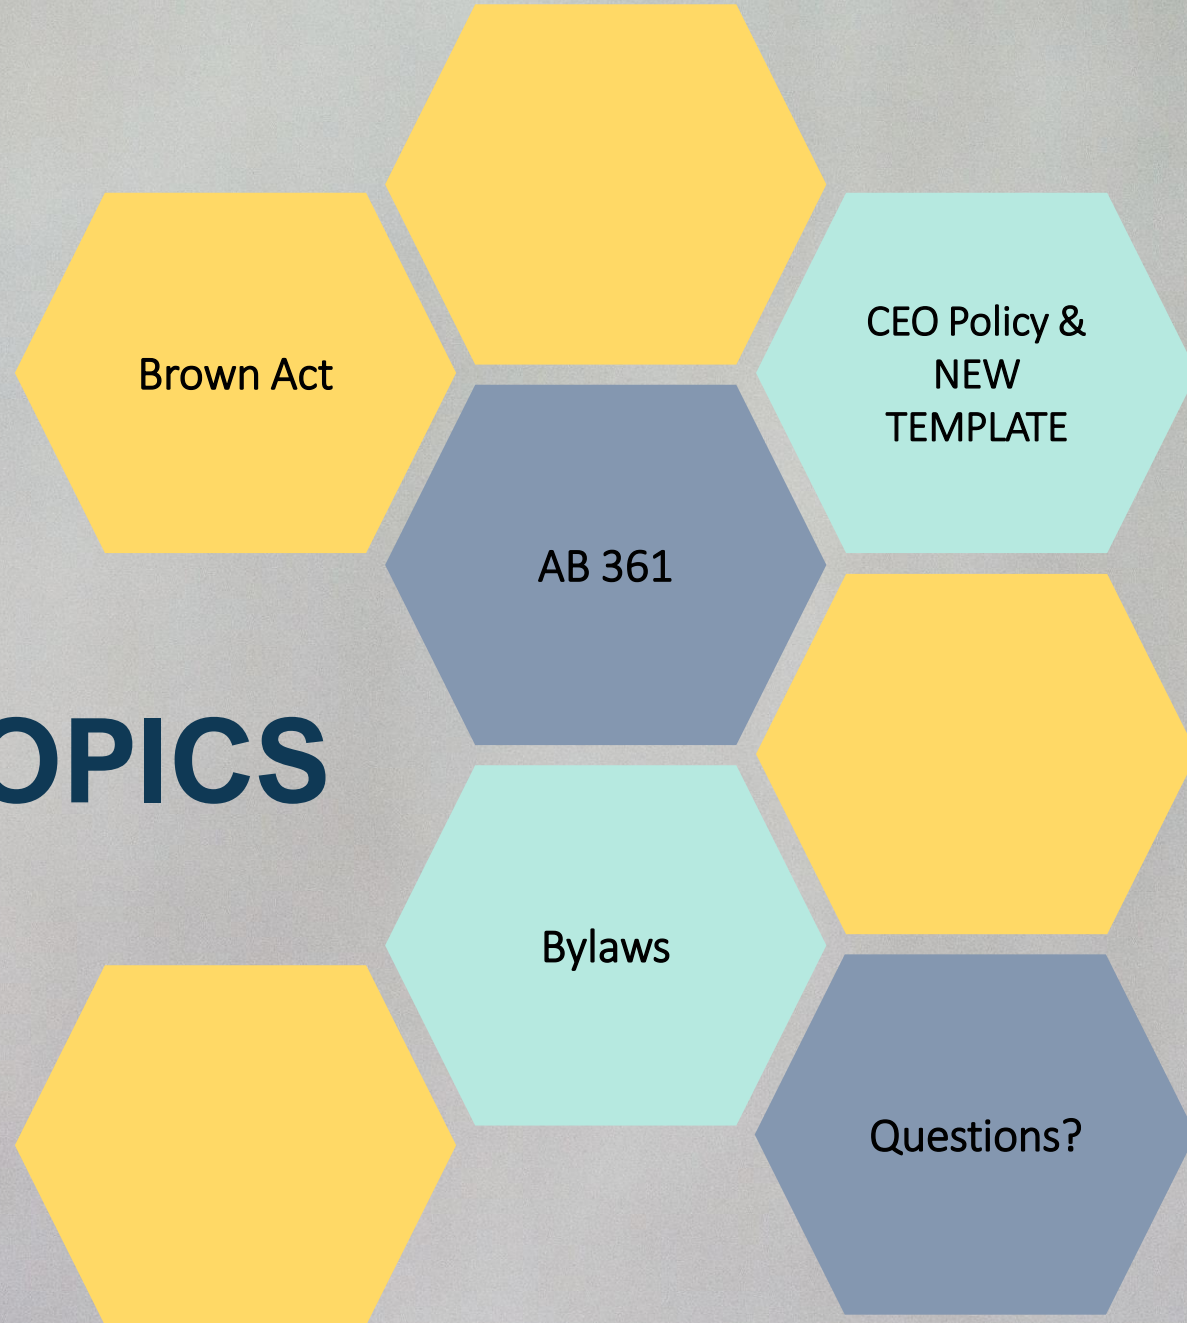 Brown Act
CEO Policy &
NEW
TEMPLATE
AB 361
OPICS
Bylaws
Questions?